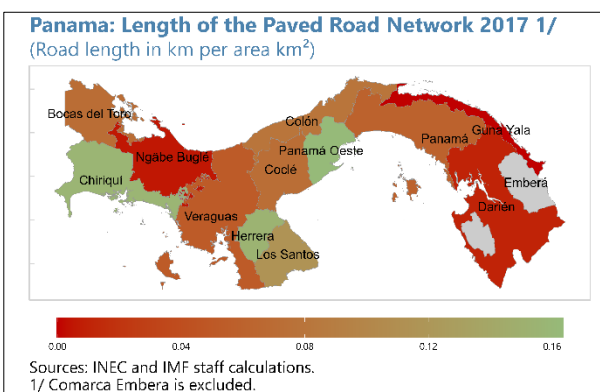 Panama: Length of the Paved Road Network 2017 1/
(Road length in km per area km²)
Bocas del Toro
Colón
Ngäbe Buglé
Panamá Oeste
Panamá
Guna Yala
Chiriquí
Coclé
Emberá
Veraguas
Darién
Herrera
Los Santos
0.00 0.04 0.08 0.12 0.16
Sources: INEC and IMF staff calculations.
1/ Comarca Embera is excluded.